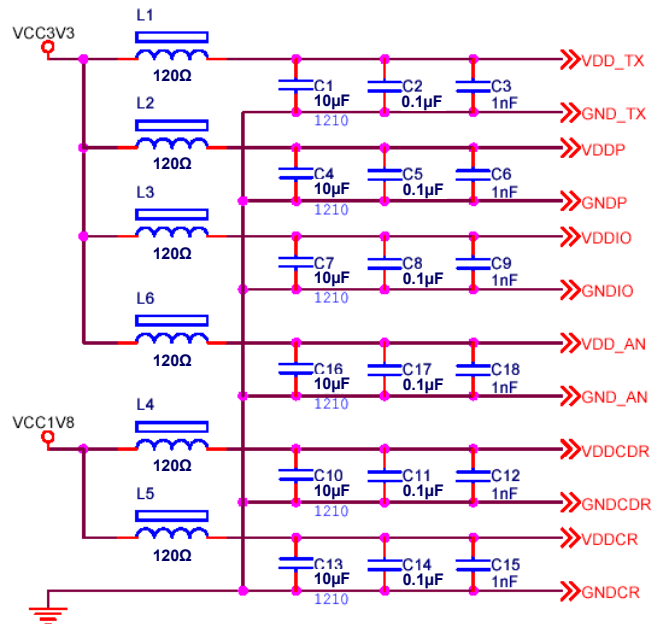 VCC3V3
L1
120Ω
C1
10µF
1210
C2
0.1µF
C3
1nF
VDD_TX
GND_TX
L2
120Ω
C4
10µF
1210
C5
0.1µF
C6
1nF
VDDP
GNDP
L3
120Ω
C7
10µF
1210
C8
0.1µF
C9
1nF
VDDIO
GNDIO
L6
120Ω
C16
10µF
1210
C17
0.1µF
C18
1nF
VDD_AN
GND_AN
VCC1V8
L4
120Ω
C10
10µF
1210
C11
0.1µF
C12
1nF
VDDCDR
GNDCDR
L5
120Ω
C13
10µF
1210
C14
0.1µF
C15
1nF
VDDCR
GNDCR